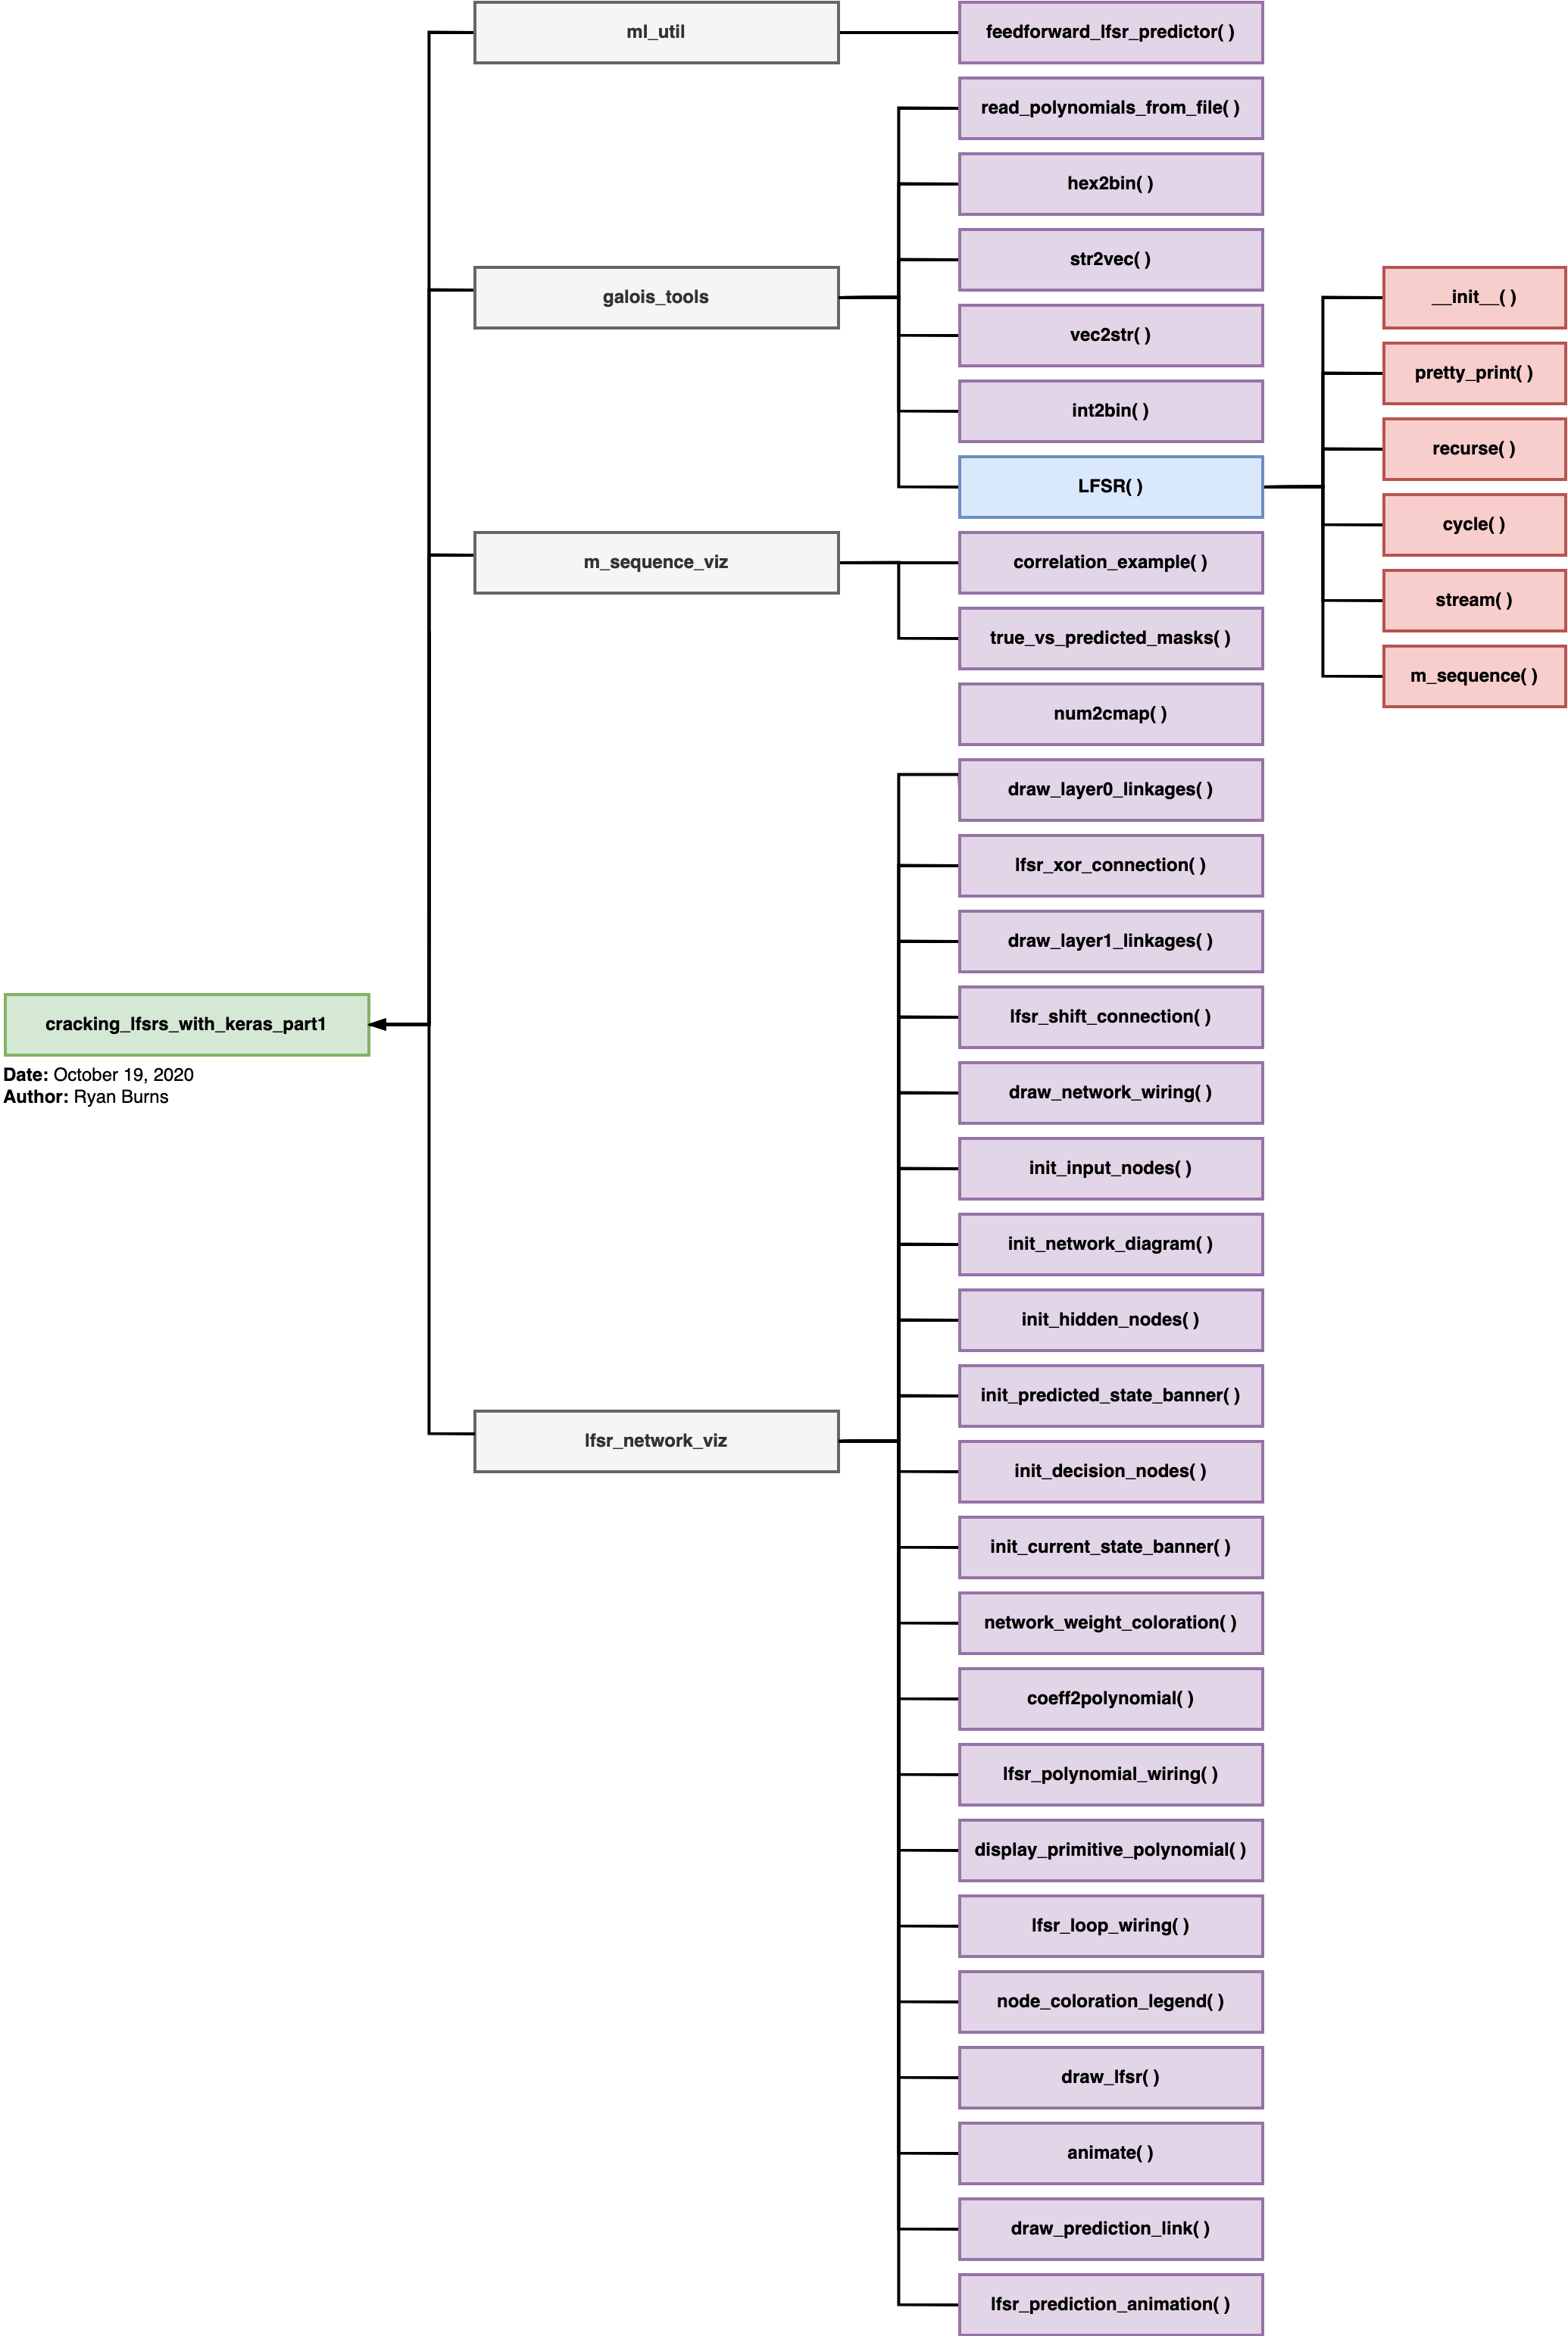 ml_util
feedforward_lfsr_predictor( )
read_polynomials_from_file( )
hex2bin( )
str2vec( )
galois_tools
__init__( )
vec2str( )
pretty_print( )
int2bin( )
recurse( )
LFSR( )
cycle( )
m_sequence_viz
correlation_example( )
stream( )
true_vs_predicted_masks( )
m_sequence( )
num2cmap( )
draw_layer0_linkages( )
lfsr_xor_connection( )
draw_layer1_linkages( )
lfsr_shift_connection( )
cracking_lfsrs_with_keras_part1
Date: October 19, 2020
Author: Ryan Burns
draw_network_wiring( )
init_input_nodes( )
init_network_diagram( )
init_hidden_nodes( )
init_predicted_state_banner( )
lfsr_network_viz
init_decision_nodes( )
init_current_state_banner( )
network_weight_coloration( )
coeff2polynomial( )
lfsr_polynomial_wiring( )
display_primitive_polynomial( )
lfsr_loop_wiring( )
node_coloration_legend( )
draw_lfsr( )
animate( )
draw_prediction_link( )
lfsr_prediction_animation( )